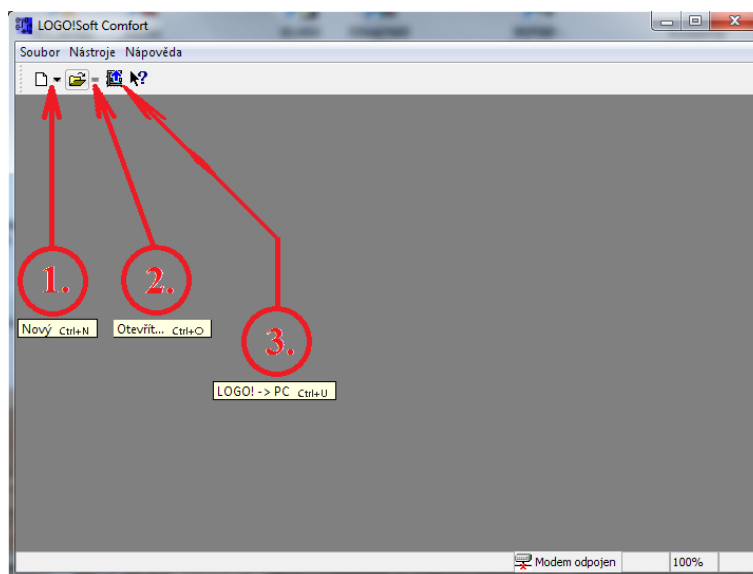 LOGO!Soft Comfort
Soubor Nástroje Nápověda
1.
2.
Nový Ctrl+N
Otevřít... Ctrl+O
3.
LOGO! -> PC Ctrl+U
Modem odpojen
100%